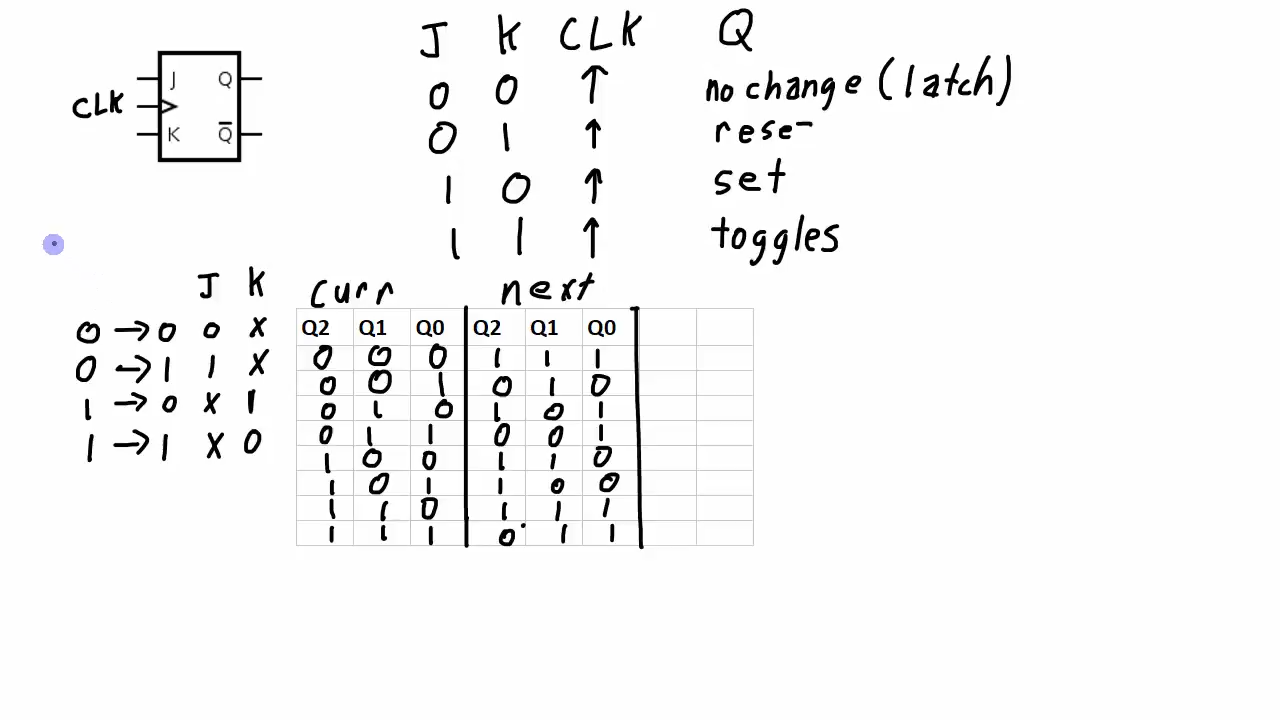 J K CLK Q
0 0 ↑ no change (latch)
0 1 ↑ rese
1 0 ↑ set
1 1 ↑ toggles
J Q
CLK
K Q̅
J K
0 → 0 0 X
0 → 1 1 X
1 → 0 X 1
1 → 1 X 0
curr next
Q2 Q1 Q0 Q2 Q1 Q0
0 0 0 1 1 1
0 0 1 0 1 0
0 1 0 1 0 1
0 1 1 0 0 1
1 0 0 1 1 0
1 0 1 1 0 0
1 1 0 1 1 1
1 1 1 0 1 1